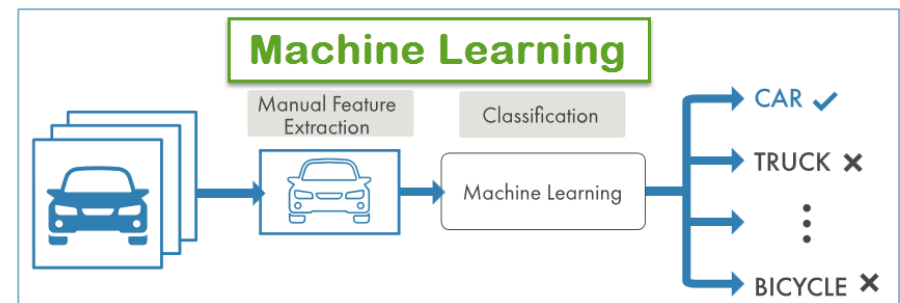 Machine Learning
Manual Feature
Extraction
Classification
Machine Learning
CAR
TRUCK
BICYCLE